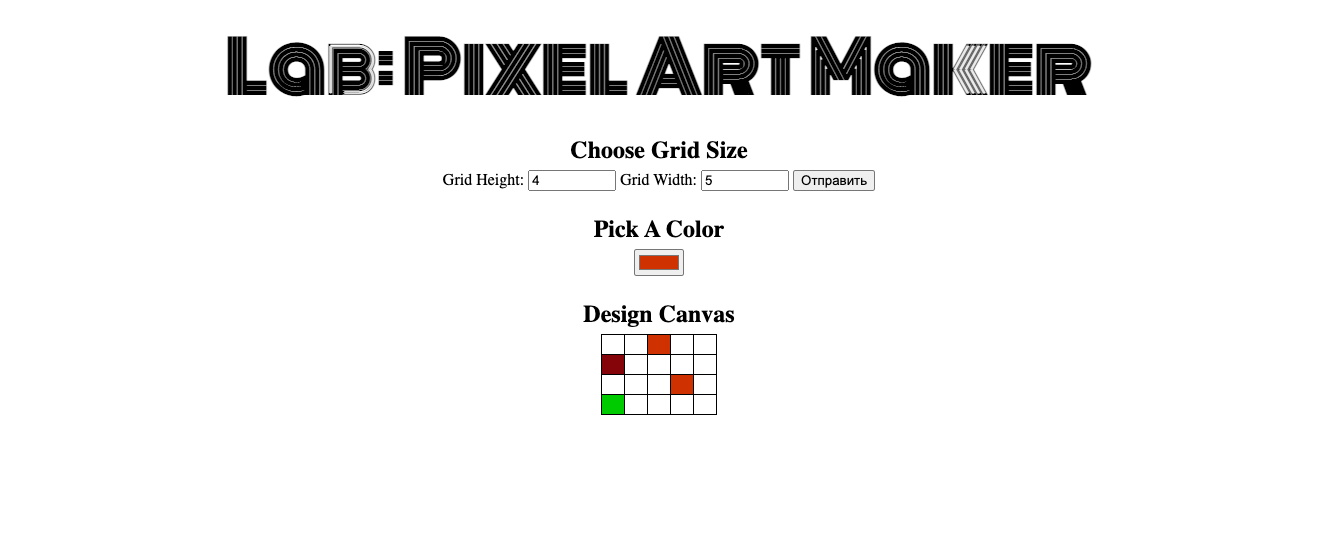 Lab: Pixel Art Maker
Choose Grid Size
Grid Height: 4 Grid Width: 5 Отправить
Pick A Color
Design Canvas